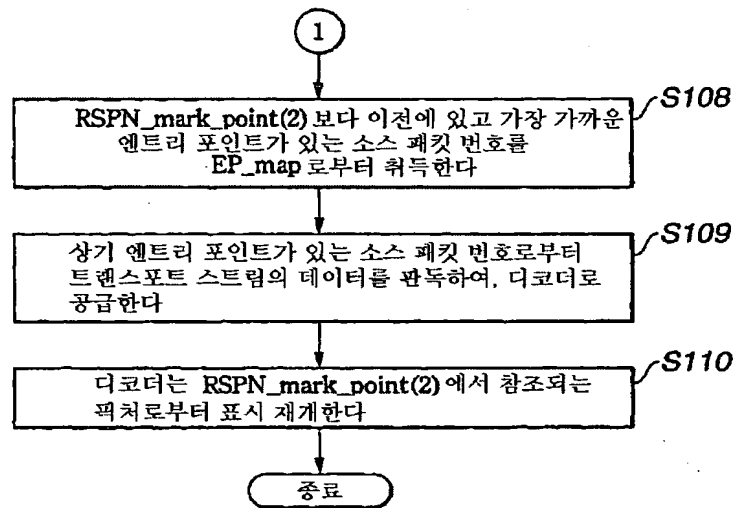 1
S108
RSPN_mark_point(2) 보다 이전에 있고 가장 가까운
엔트리 포인트가 있는 소스 패킷 번호를
EP_map 로부터 취득한다
S109
상기 엔트리 포인트가 있는 소스 패킷 번호로부터
트랜스포트 스트림의 데이터를 판독하여, 디코더로
공급한다
S110
디코더는 RSPN_mark_point(2) 에서 참조되는
픽처로부터 표시 재개한다
종료